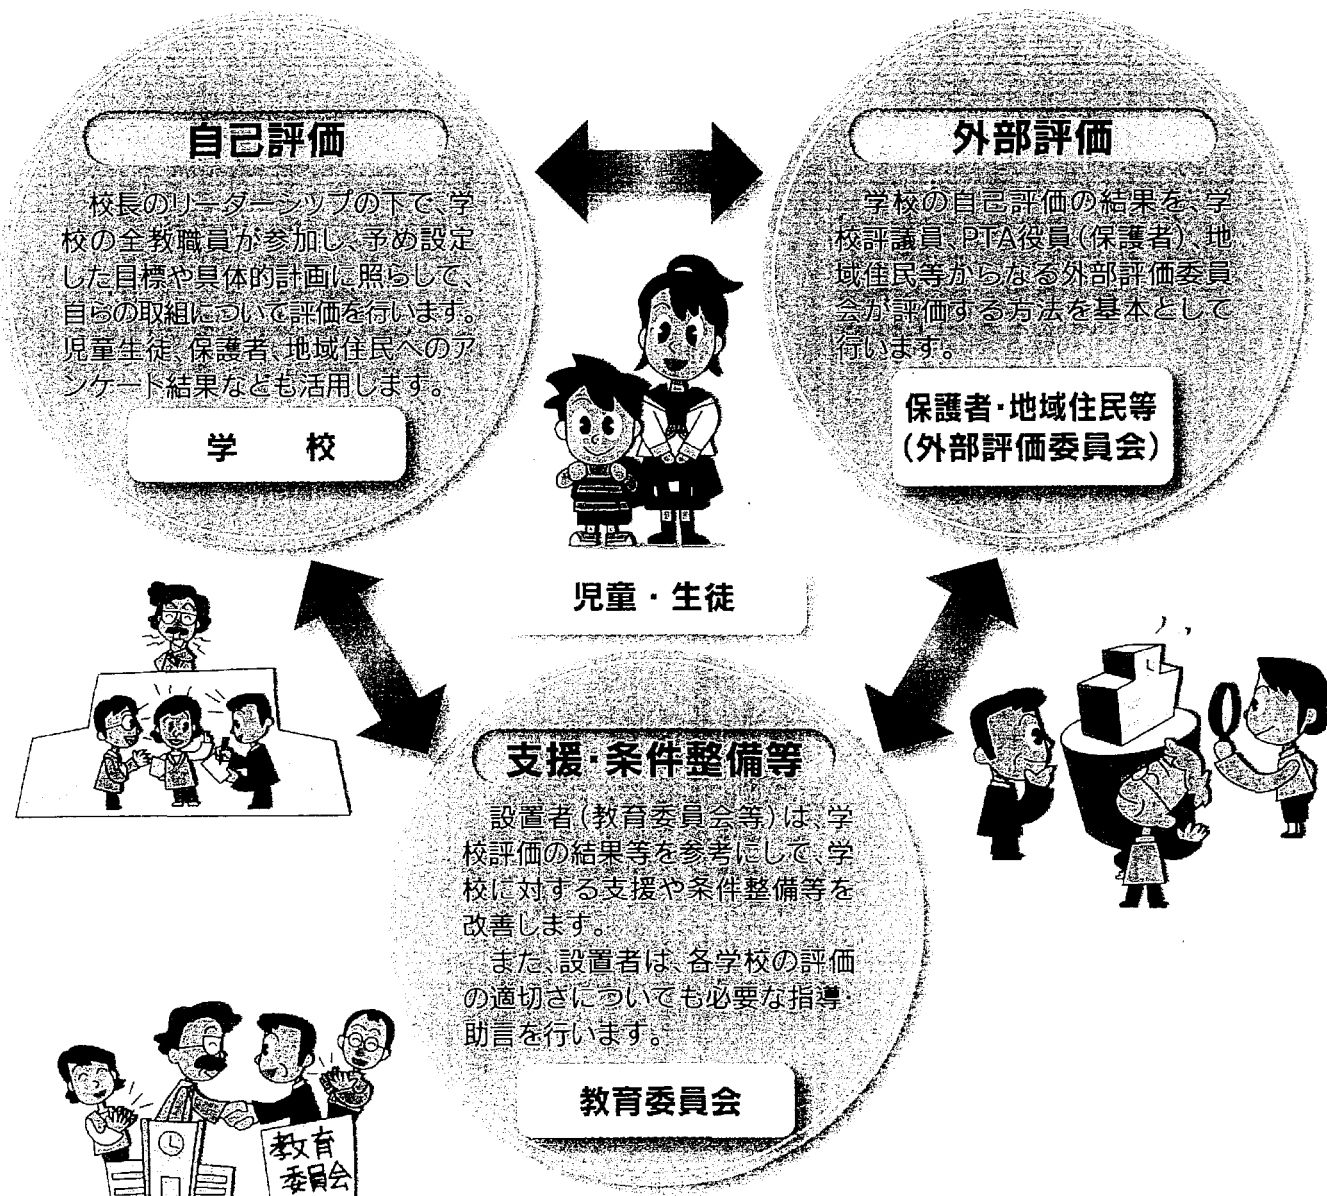 自己評価
校長のリーダーシップの下で、学
校の全教職員が参加し、予め設定
した目標や具体的計画に照らして、
自らの取組について評価を行います。
児童生徒、保護者、地域住民へのア
ンケート結果なども活用します。
学 校
外部評価
学校の自己評価の結果を、学
校評議員、PTA役員(保護者)、地
域住民等からなる外部評価委員
会が評価する方法を基本として
行います。
保護者・地域住民等
(外部評価委員会)
児童・生徒
支援・条件整備等
設置者(教育委員会等)は、学
校評価の結果等を参考にして、学
校に対する支援や条件整備等を
改善します。
また、設置者は、各学校の評価
の適切さについても必要な指導・
助言を行います。
教育委員会
教育
委員会